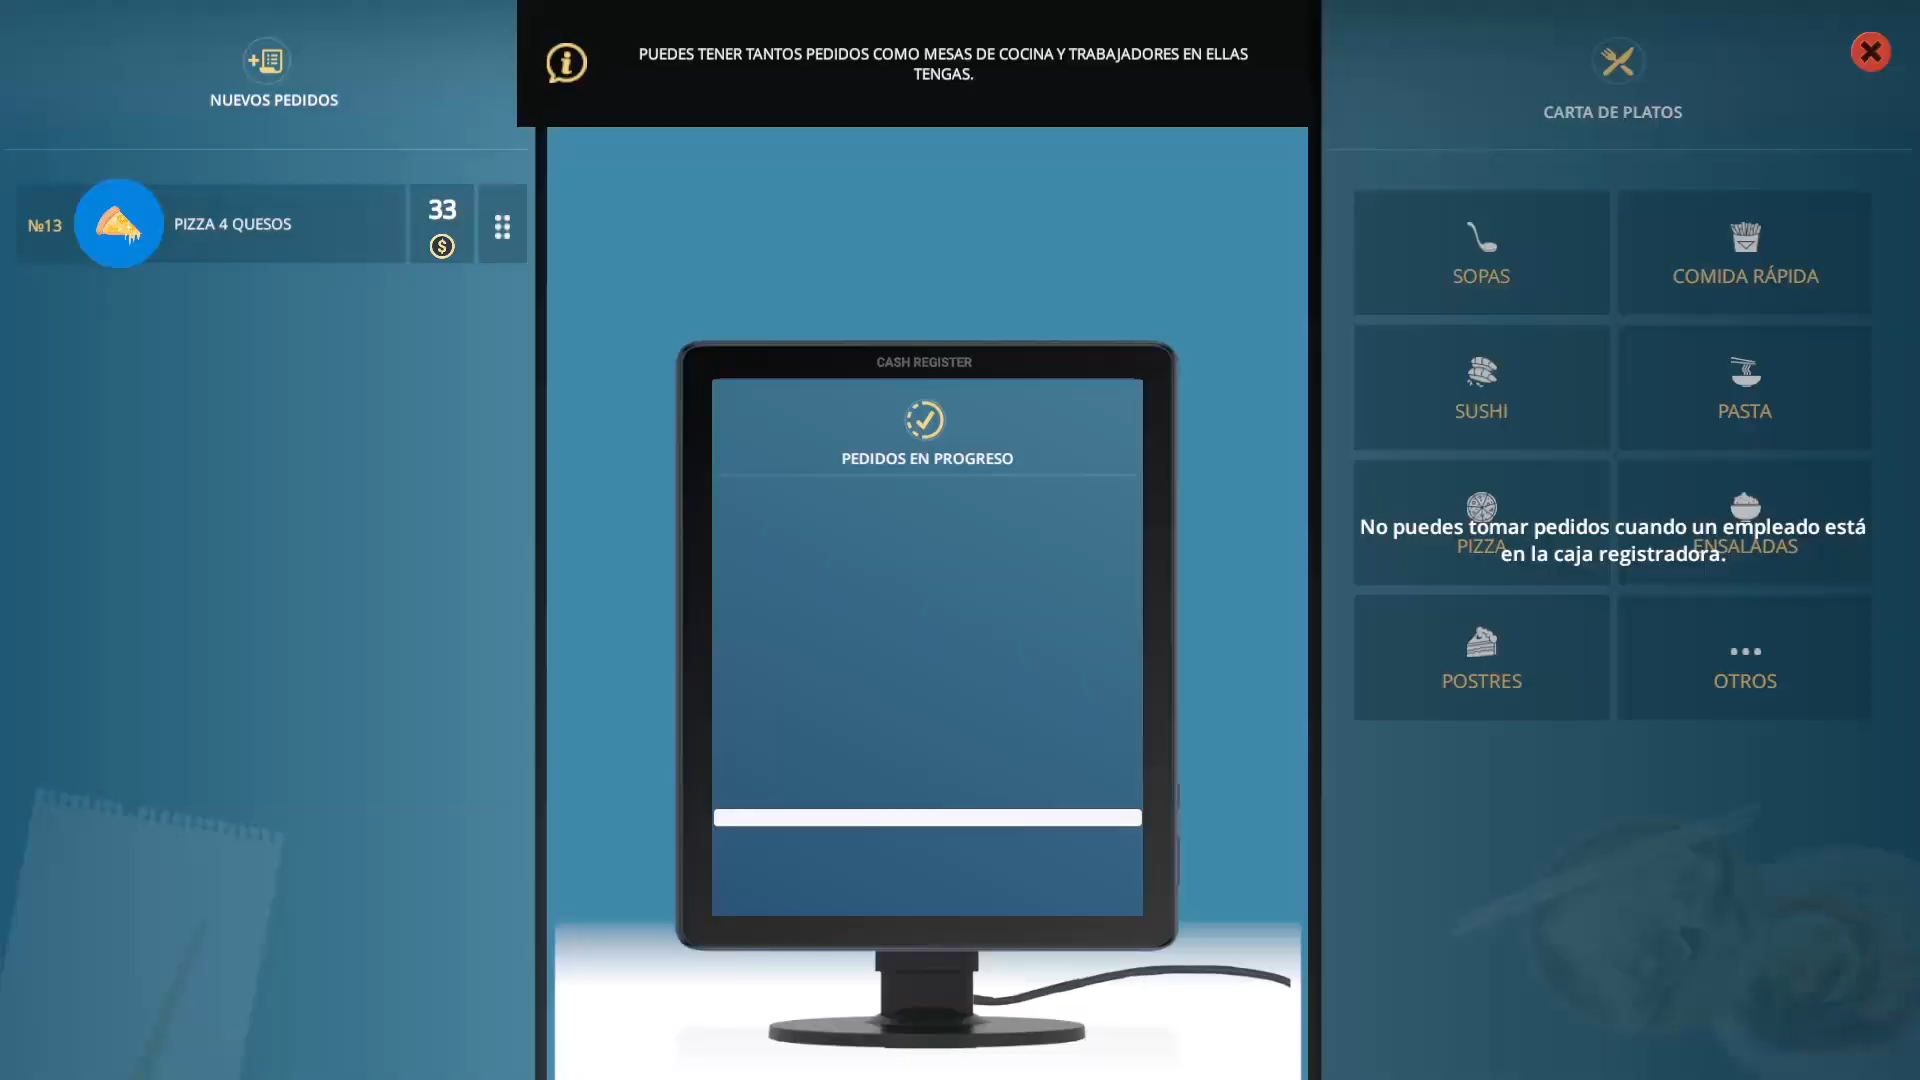 NUEVOS PEDIDOS
№13
PIZZA 4 QUESOS
33
PUEDES TENER TANTOS PEDIDOS COMO MESAS DE COCINA Y TRABAJADORES EN ELLAS
TENGAS.
CASH REGISTER
PEDIDOS EN PROGRESO
CARTA DE PLATOS
SOPAS
COMIDA RÁPIDA
SUSHI
PASTA
PIZZA
ENSALADAS
No puedes tomar pedidos cuando un empleado está
en la caja registradora.
POSTRES
OTROS